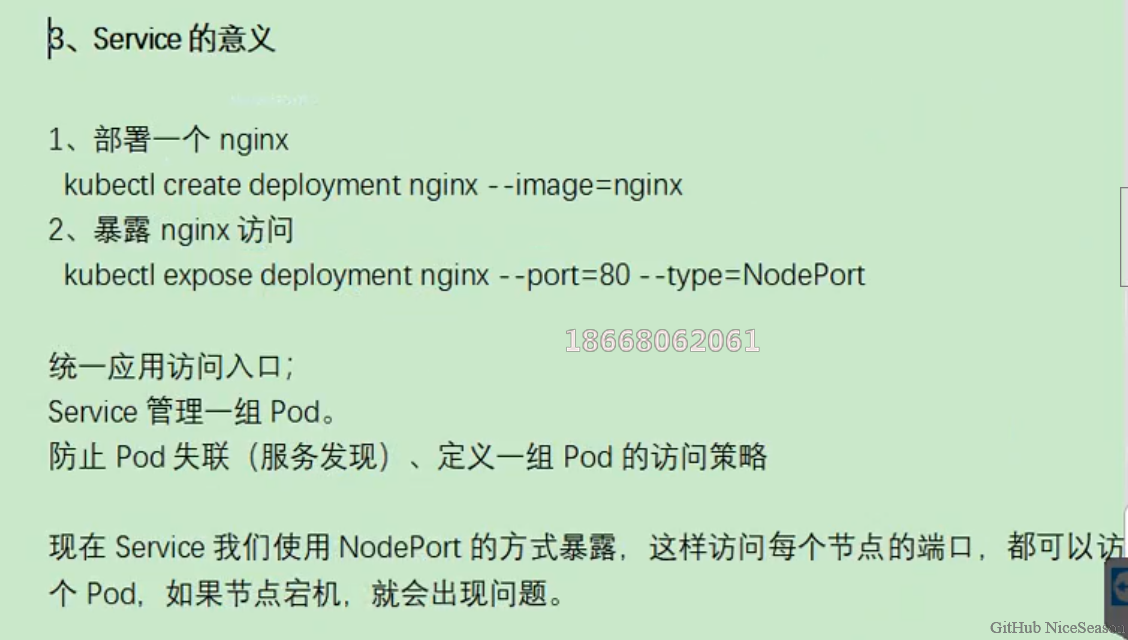 3、Service 的意义
1、部署一个 nginx
kubectl create deployment nginx --image=nginx
2、暴露 nginx 访问
kubectl expose deployment nginx --port=80 --type=NodePort
18668062061
统一应用访问入口；
Service 管理一组 Pod。
防止 Pod 失联（服务发现）、定义一组 Pod 的访问策略
现在 Service 我们使用 NodePort 的方式暴露，这样访问每个节点的端口，都可以访
个 Pod，如果节点宕机，就会出现问题。
GitHub NiceSeason